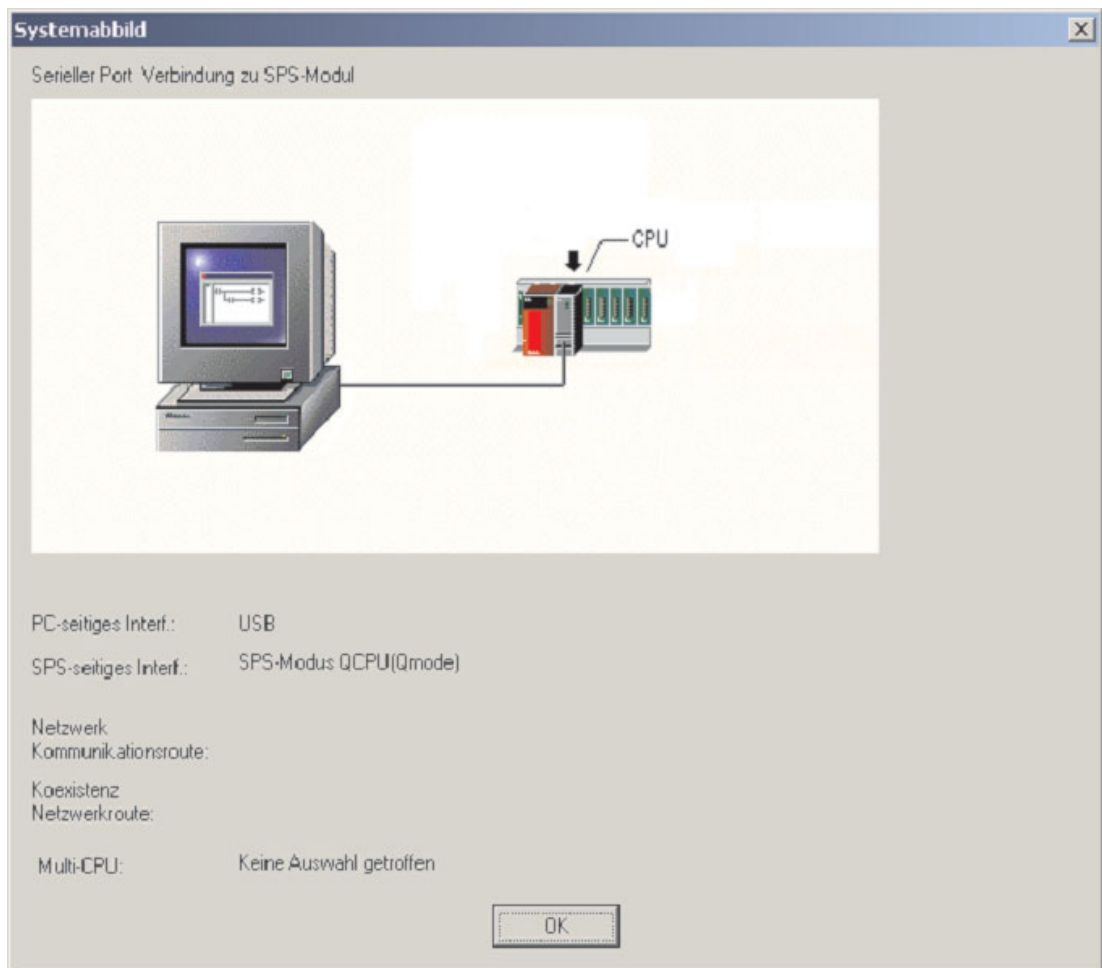 Systemabbild
Serieller Port Verbindung zu SPS-Modul
CPU
PC-seitiges Interf.: USB
SPS-seitiges Interf.: SPS-Modus QCPU(Qmode)
Netzwerk
Kommunikationsroute:
Koexistenz
Netzwerkroute:
Multi-CPU: Keine Auswahl getroffen
OK